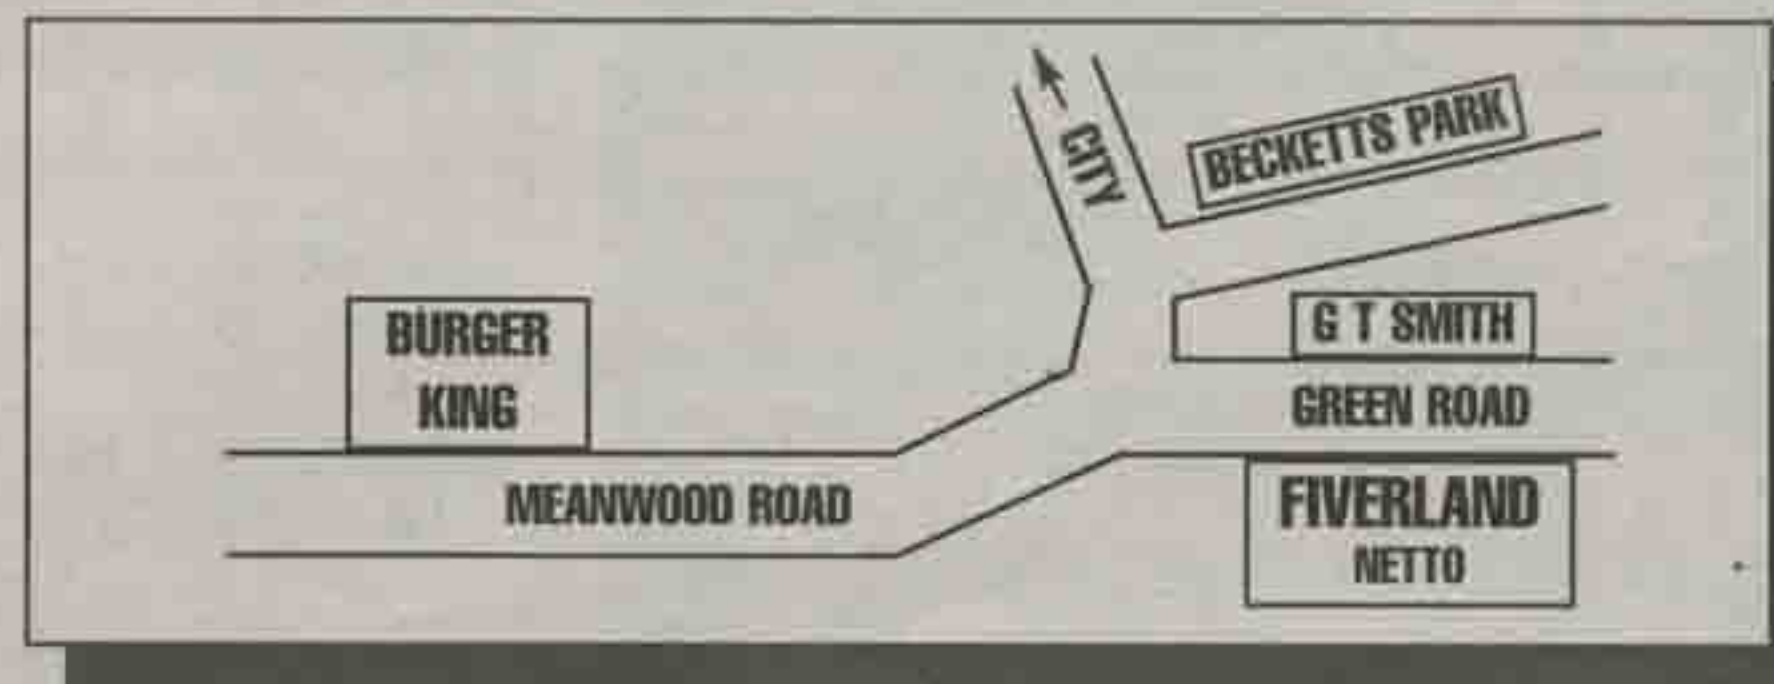 CITY
BECKETTS PARK
BURGER
KING
G T SMITH
GREEN ROAD
MEANWOOD ROAD
FIVERLAND
NETTO